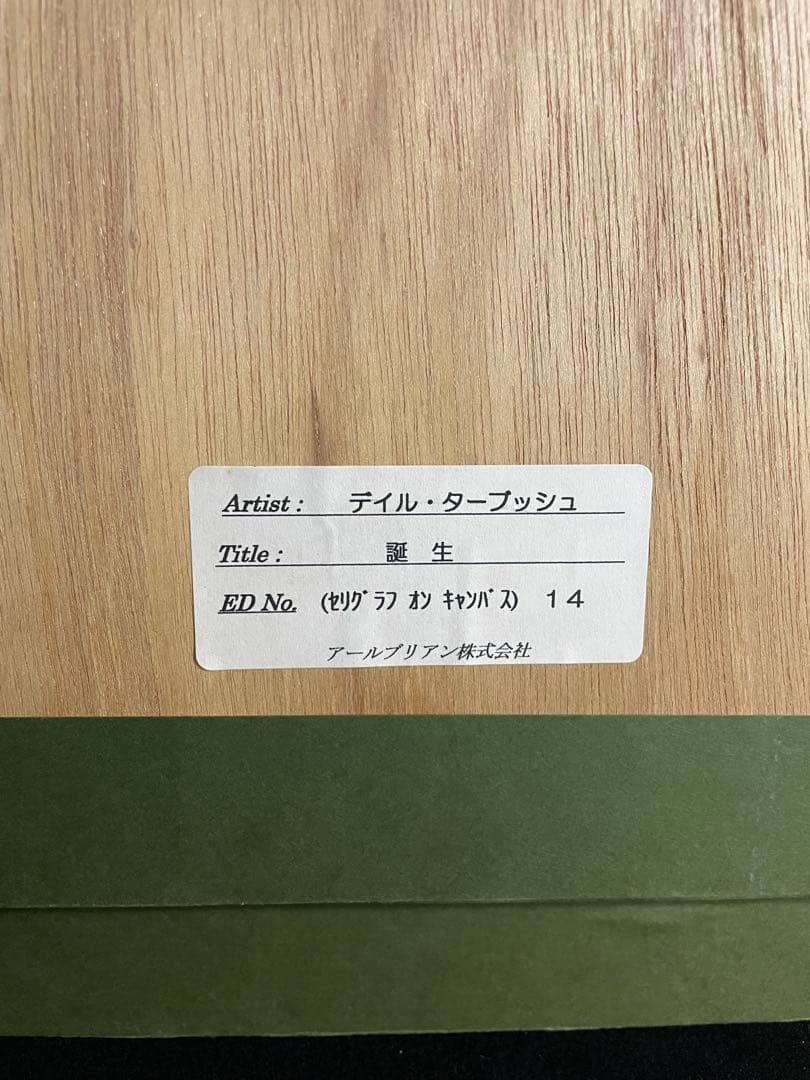 Artist : デイル・ターブッシュ
Title : 誕 生
ED No. (ｾﾘｸﾞﾗﾌ ｵﾝ ｷｬﾝﾊﾞｽ) １４
アールブリアン株式会社